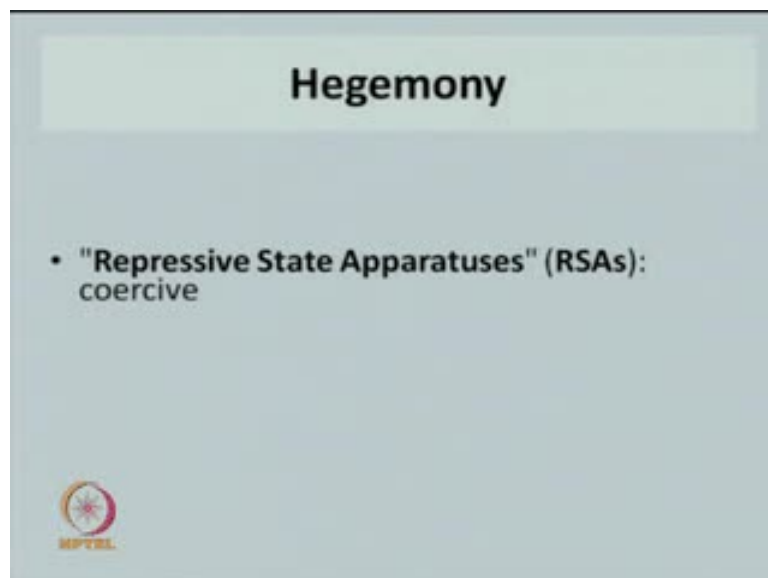 Hegemony
• "Repressive State Apparatuses" (RSAs):
coercive
NPTEL